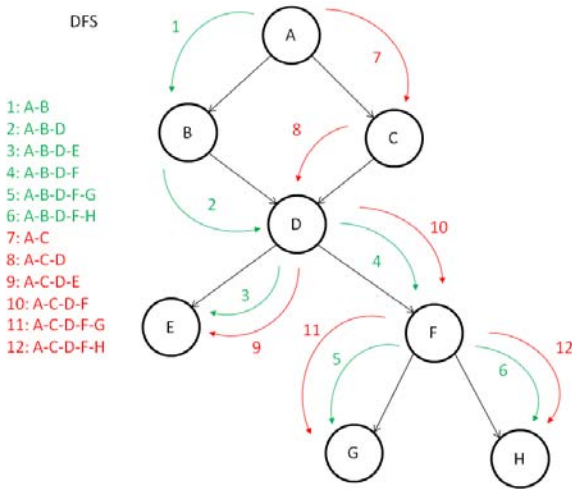 DFS
1
A
7
1: A-B
2: A-B-D
3: A-B-D-E
4: A-B-D-F
5: A-B-D-F-G
6: A-B-D-F-H
7: A-C
8: A-C-D
9: A-C-D-E
10: A-C-D-F
11: A-C-D-F-G
12: A-C-D-F-H
B
8
C
2
D
10
4
3
E
9
11
F
12
5
6
G
H